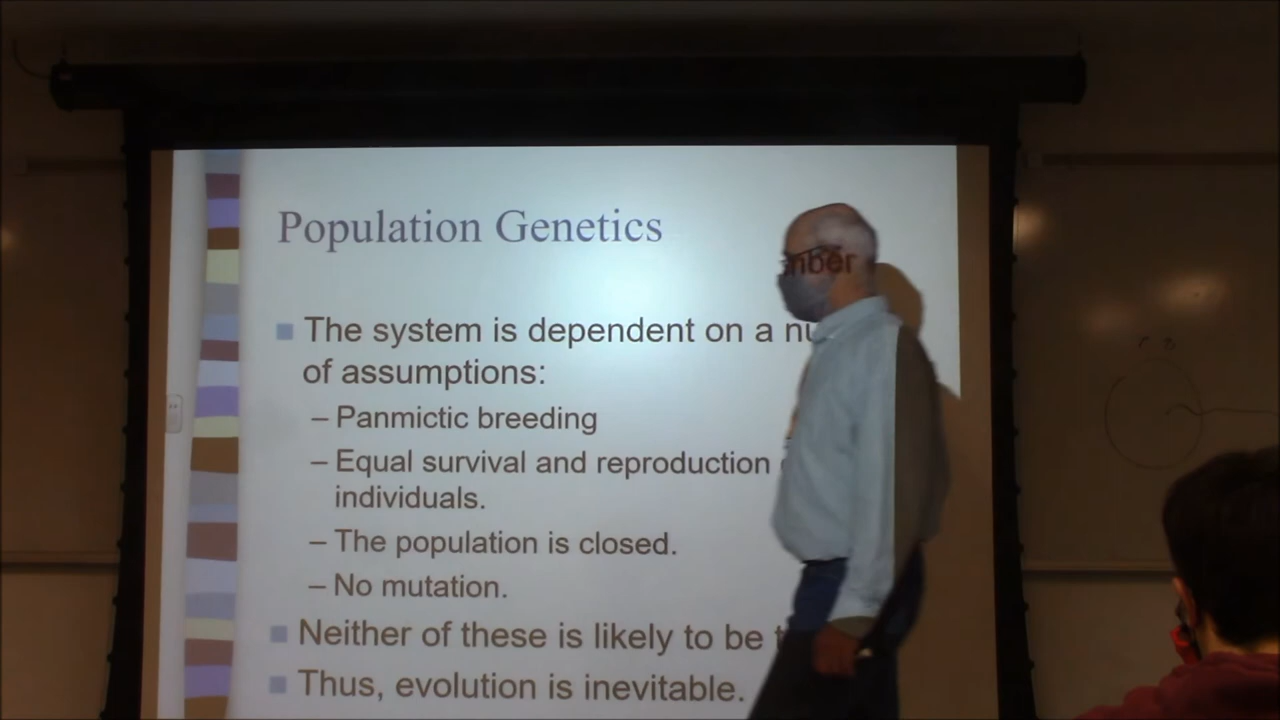 Population Genetics
The system is dependent on a number
of assumptions:
– Panmictic breeding
– Equal survival and reproduction
individuals.
– The population is closed.
– No mutation.
Neither of these is likely to be
Thus, evolution is inevitable.